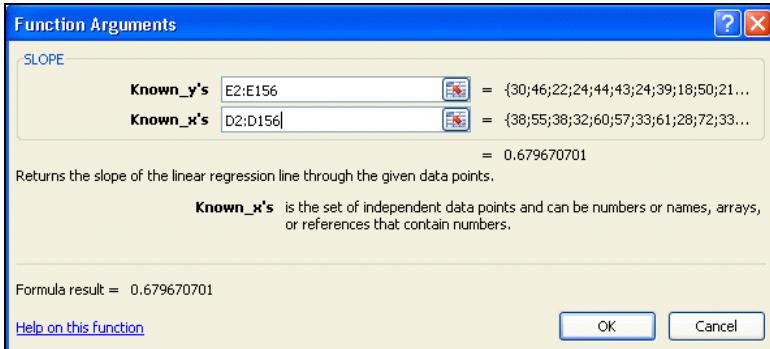 Function Arguments
SLOPE
Known_y's E2:E156 = {30;46;22;24;44;43;24;39;18;50;21...
Known_x's D2:D156 = {38;55;38;32;60;57;33;61;28;72;33...
= 0.679670701
Returns the slope of the linear regression line through the given data points.
Known_x's is the set of independent data points and can be numbers or names, arrays,
or references that contain numbers.
Formula result = 0.679670701
Help on this function OK Cancel